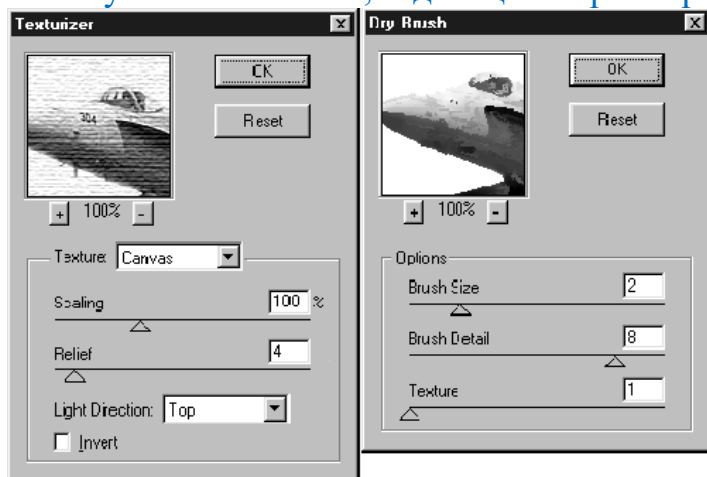 Texturizer
OK
Reset
304
+ 100% -
Texture: Canvas
Scaling 100 %
Relief 4
Light Direction: Top
Invert
Dry Brush
OK
Reset
+ 100% -
Options
Brush Size 2
Brush Detail 8
Texture 1